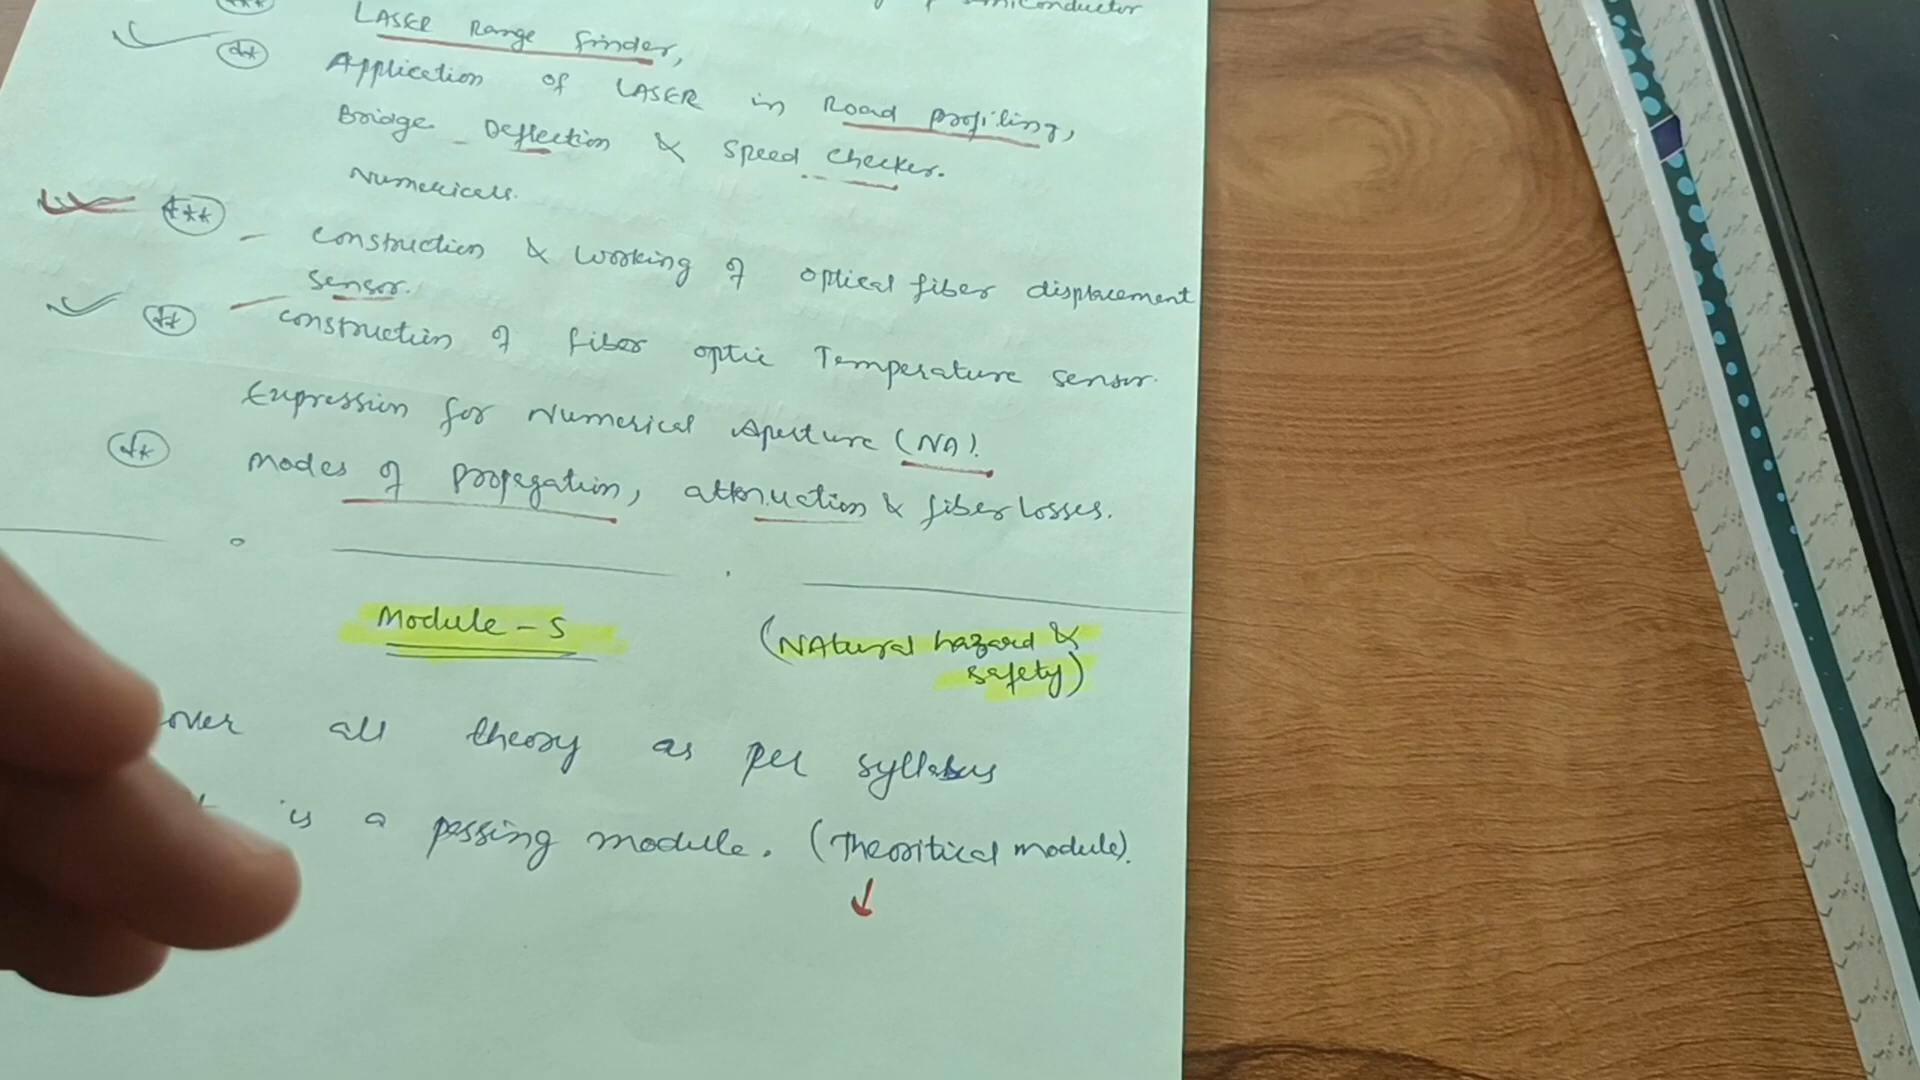 semiconductor
***
LASER Range finder,
** Application of LASER in Road profiling,
Bridge Deflection & Speed Checker.
Numericals.
*** - construction & working of optical fiber displacement
sensor.
** - construction of fiber optic Temperature sensor.
Expression for Numerical Aperture (NA).
** modes of propagation, attenuation & fiber losses.
Module - 5 (NAtural hazard &
safety)
over all theory as per syllabus
is a passing module. (Theoritical module).